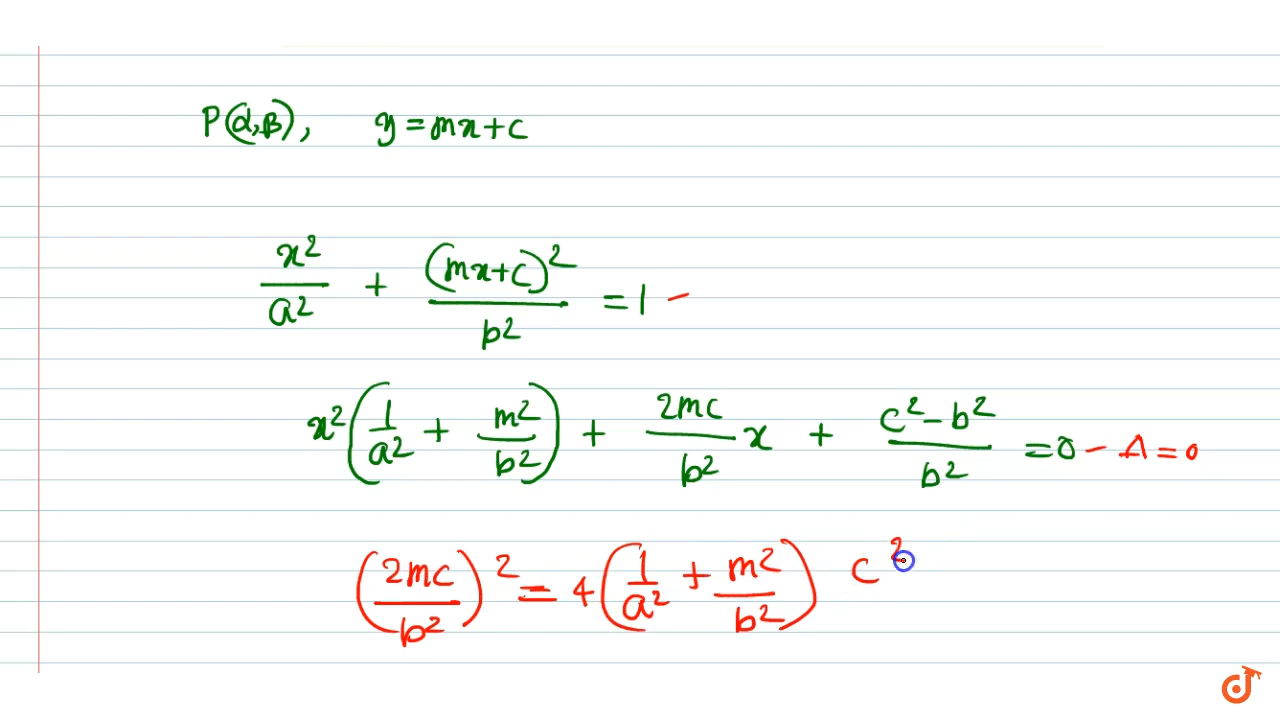 P(α,β), y = mx + c
x²/a² + (mx+c)²/b² = 1 -
x²(1/a² + m²/b²) + 2mc/b² x + c² - b²/b² = 0 - Δ = 0
(2mc/b²)² = 4(1/a² + m²/b²) c²